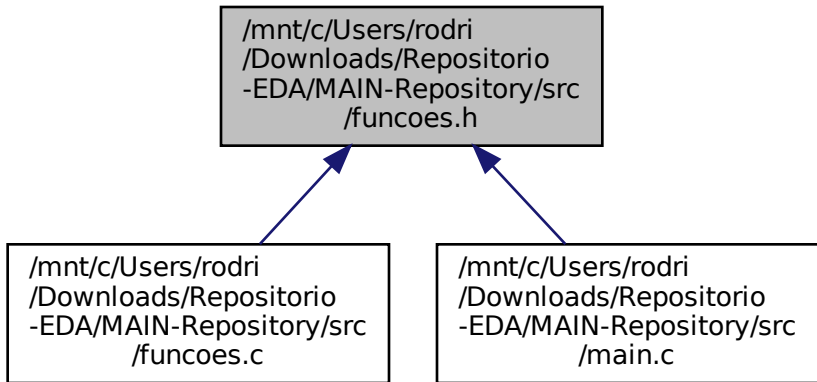 /mnt/c/Users/rodri
/Downloads/Repositorio
-EDA/MAIN-Repository/src
/funcoes.h
/mnt/c/Users/rodri
/Downloads/Repositorio
-EDA/MAIN-Repository/src
/funcoes.c
/mnt/c/Users/rodri
/Downloads/Repositorio
-EDA/MAIN-Repository/src
/main.c